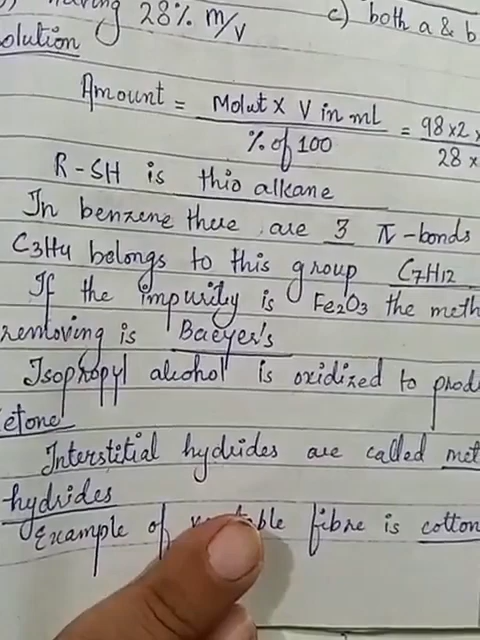 having 28% m/v c) both a & b
olution
Amount = Molwt x V in ml / % of 100 = 98 x 2 x / 28 x
R-SH is thio alkane
In benzene there are 3 π-bonds
C3H4 belongs to this group C7H12
If the impurity is Fe2O3 the meth
removing is Baeyer's
Isopropyl alcohol is oxidized to prod
etone
Interstitial hydrides are called met
hydrides
Example of fibre is cotton